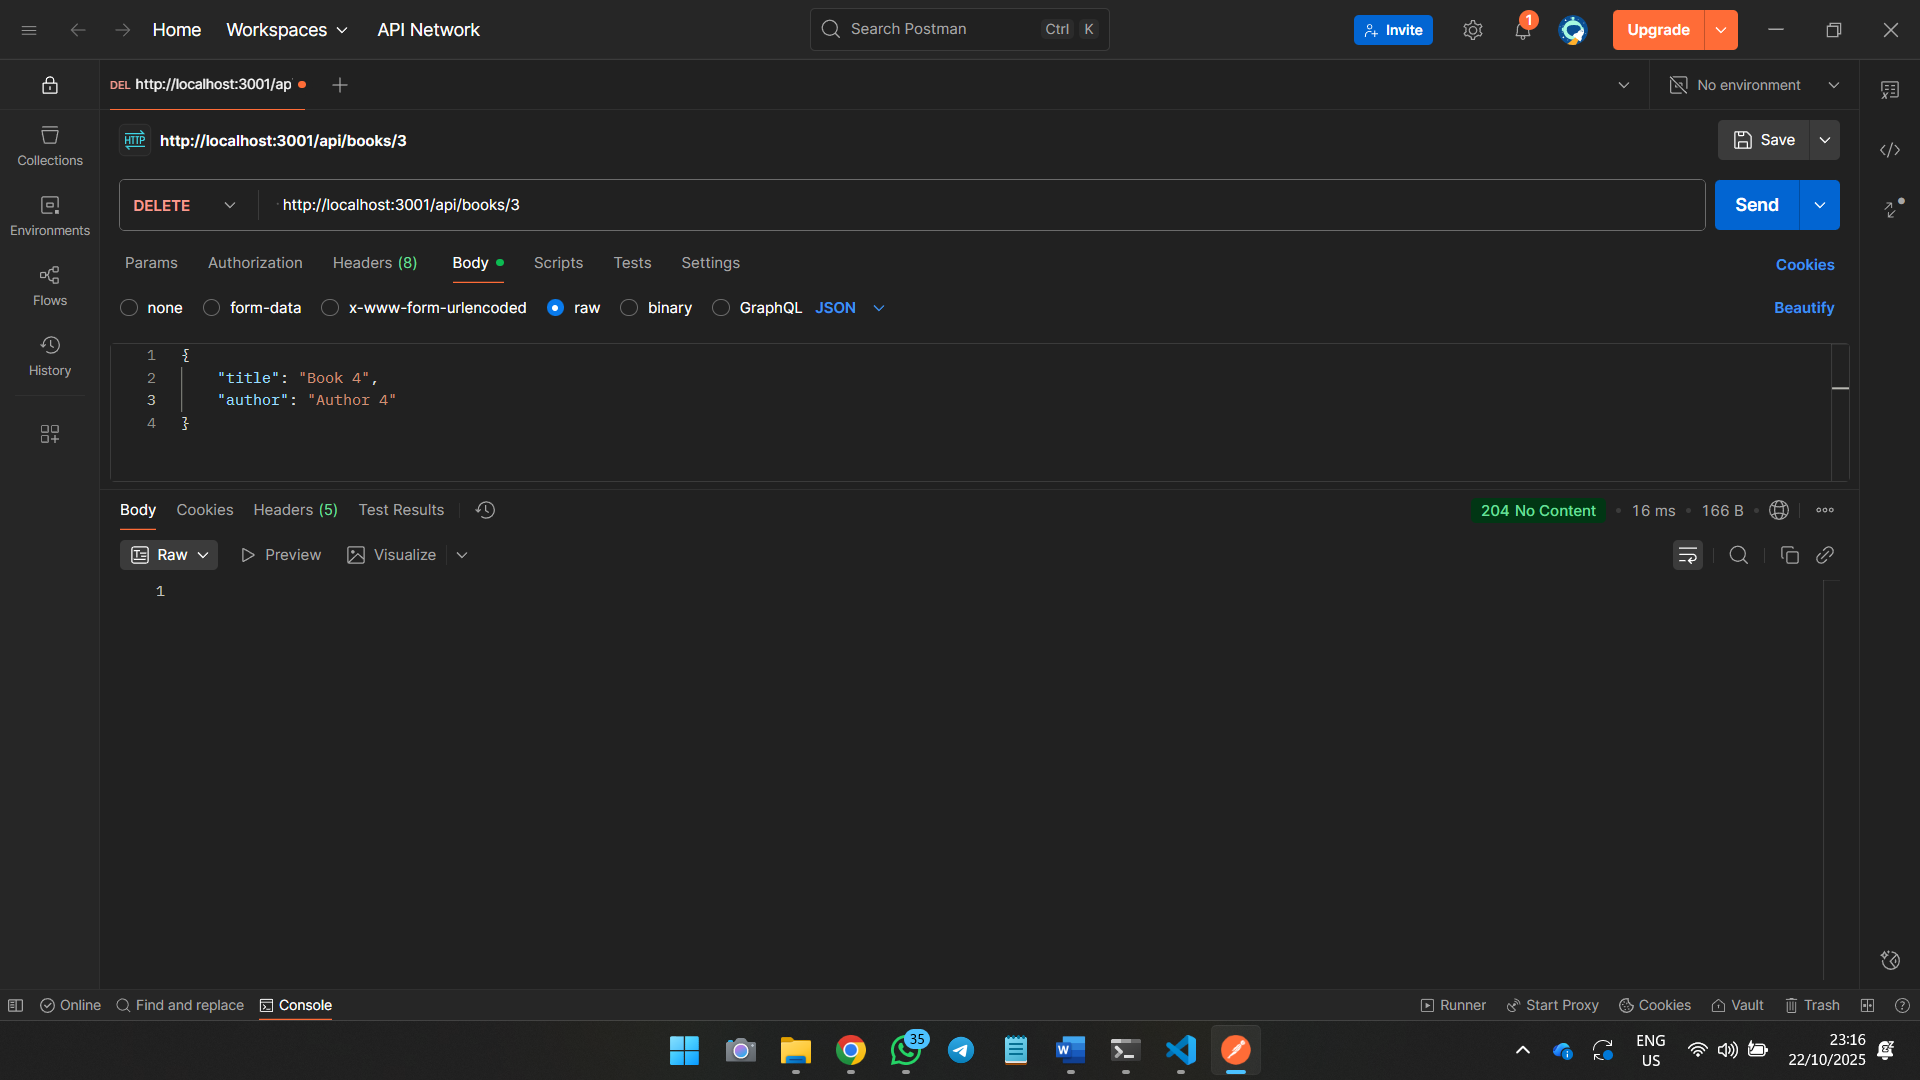 Home Workspaces API Network Search Postman Ctrl K Invite 1 Upgrade
DEL http://localhost:3001/ap No environment
HTTP http://localhost:3001/api/books/3 Save
Collections
DELETE http://localhost:3001/api/books/3 Send
Environments
Params Authorization Headers (8) Body Scripts Tests Settings Cookies
Flows
none form-data x-www-form-urlencoded raw binary GraphQL JSON Beautify
History
1 {
2 "title": "Book 4",
3 "author": "Author 4"
4 }
Body Cookies Headers (5) Test Results 204 No Content 16 ms 166 B
Raw Preview Visualize
1
Online Find and replace Console Runner Start Proxy Cookies Vault Trash
35
ENG
US
23:16
22/10/2025